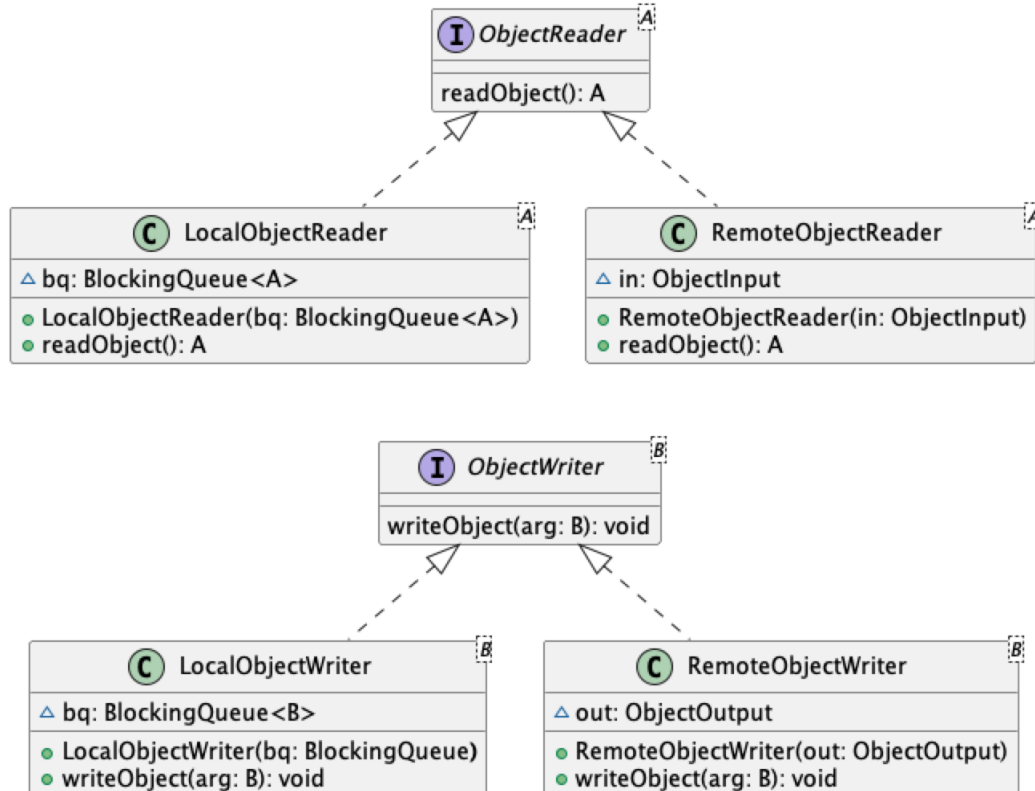 A
I ObjectReader
readObject(): A
A
C LocalObjectReader
bq: BlockingQueue<A>
LocalObjectReader(bq: BlockingQueue<A>)
readObject(): A
A
C RemoteObjectReader
in: ObjectInput
RemoteObjectReader(in: ObjectInput)
readObject(): A
B
I ObjectWriter
writeObject(arg: B): void
B
C LocalObjectWriter
bq: BlockingQueue<B>
LocalObjectWriter(bq: BlockingQueue)
writeObject(arg: B): void
B
C RemoteObjectWriter
out: ObjectOutput
RemoteObjectWriter(out: ObjectOutput)
writeObject(arg: B): void